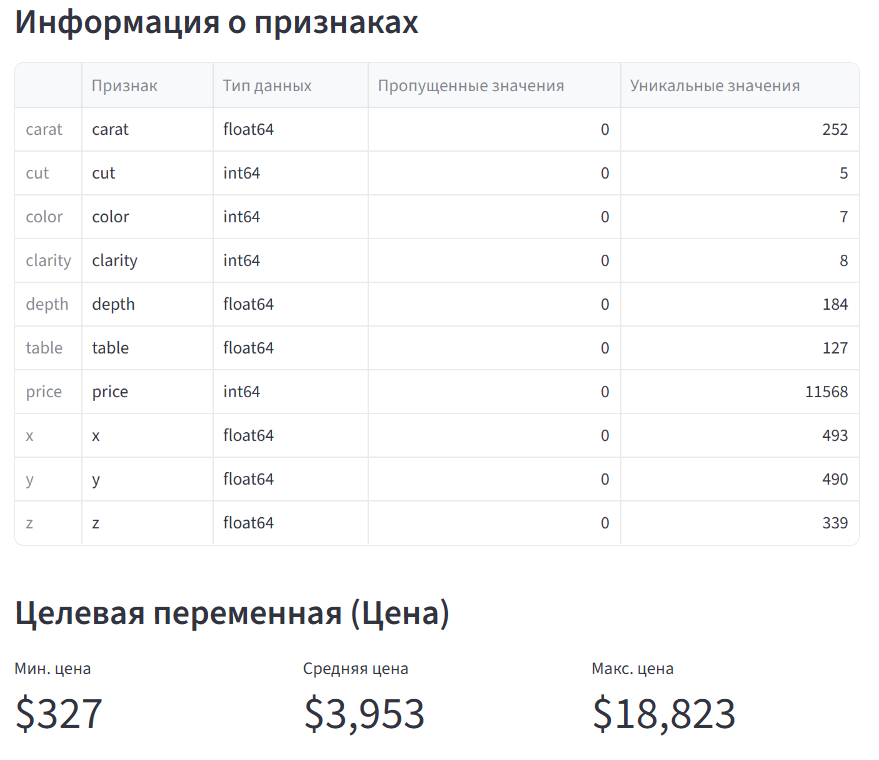 Информация о признаках
Признак Тип данных Пропущенные значения Уникальные значения
carat carat float64 0 252
cut cut int64 0 5
color color int64 0 7
clarity clarity int64 0 8
depth depth float64 0 184
table table float64 0 127
price price int64 0 11568
x x float64 0 493
y y float64 0 490
z z float64 0 339
Целевая переменная (Цена)
Мин. цена Средняя цена Макс. цена
$327 $3,953 $18,823